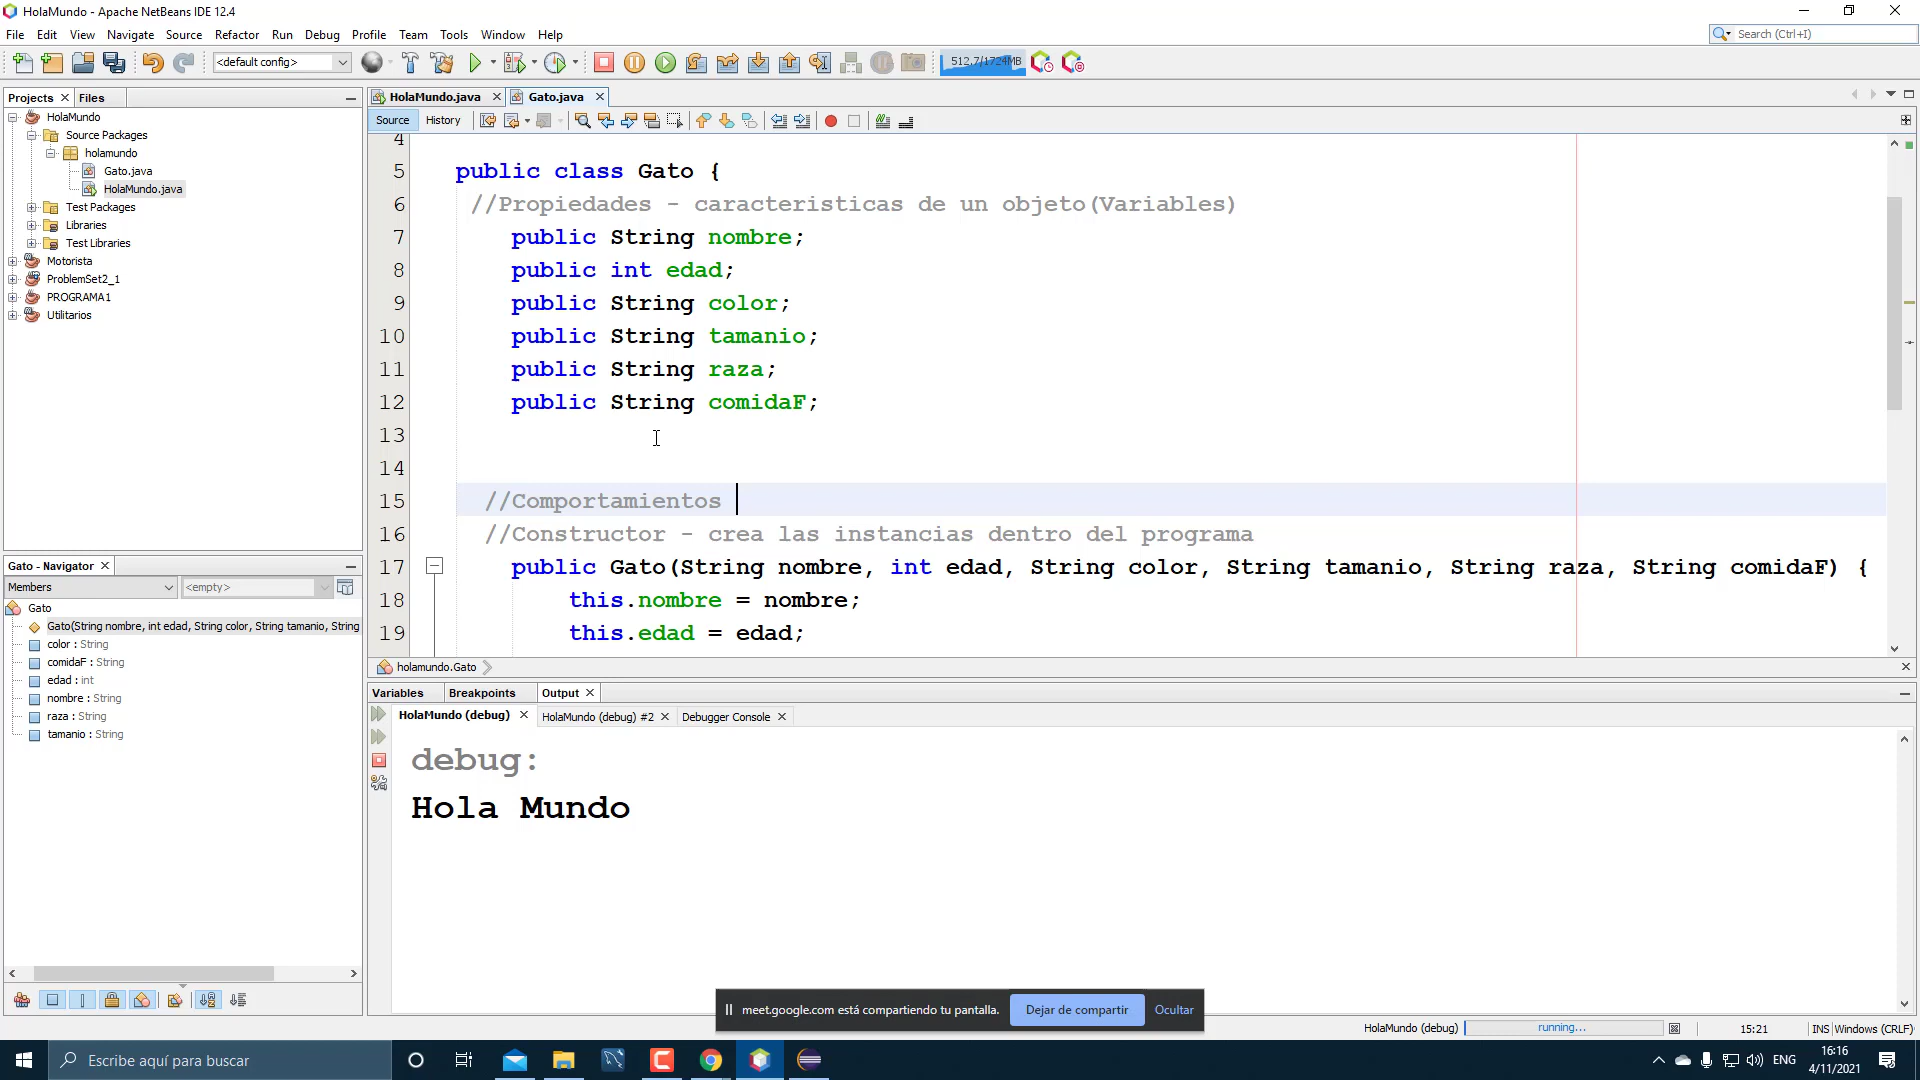 HolaMundo - Apache NetBeans IDE 12.4
File Edit View Navigate Source Refactor Run Debug Profile Team Tools Window Help
Search (Ctrl+I)
<default config>
512,7/1724MB
Projects Files
HolaMundo
Source Packages
holamundo
Gato.java
HolaMundo.java
Test Packages
Libraries
Test Libraries
Motorista
ProblemSet2_1
PROGRAMA1
Utilitarios
Gato - Navigator
Members <empty>
Gato
Gato(String nombre, int edad, String color, String tamanio, String
color : String
comidaF : String
edad : int
nombre : String
raza : String
tamanio : String
HolaMundo.java Gato.java
Source History
4
5 public class Gato {
6 //Propiedades - caracteristicas de un objeto(Variables)
7 public String nombre;
8 public int edad;
9 public String color;
10 public String tamanio;
11 public String raza;
12 public String comidaF;
13
14
15 //Comportamientos
16 //Constructor - crea las instancias dentro del programa
17 public Gato(String nombre, int edad, String color, String tamanio, String raza, String comidaF) {
18 this.nombre = nombre;
19 this.edad = edad;
holamundo.Gato
Variables Breakpoints Output
HolaMundo (debug) HolaMundo (debug) #2 Debugger Console
debug:
Hola Mundo
meet.google.com está compartiendo tu pantalla. Dejar de compartir Ocultar
HolaMundo (debug) running... 15:21 INS Windows (CRLF)
Escribe aquí para buscar
ENG
16:16
4/11/2021